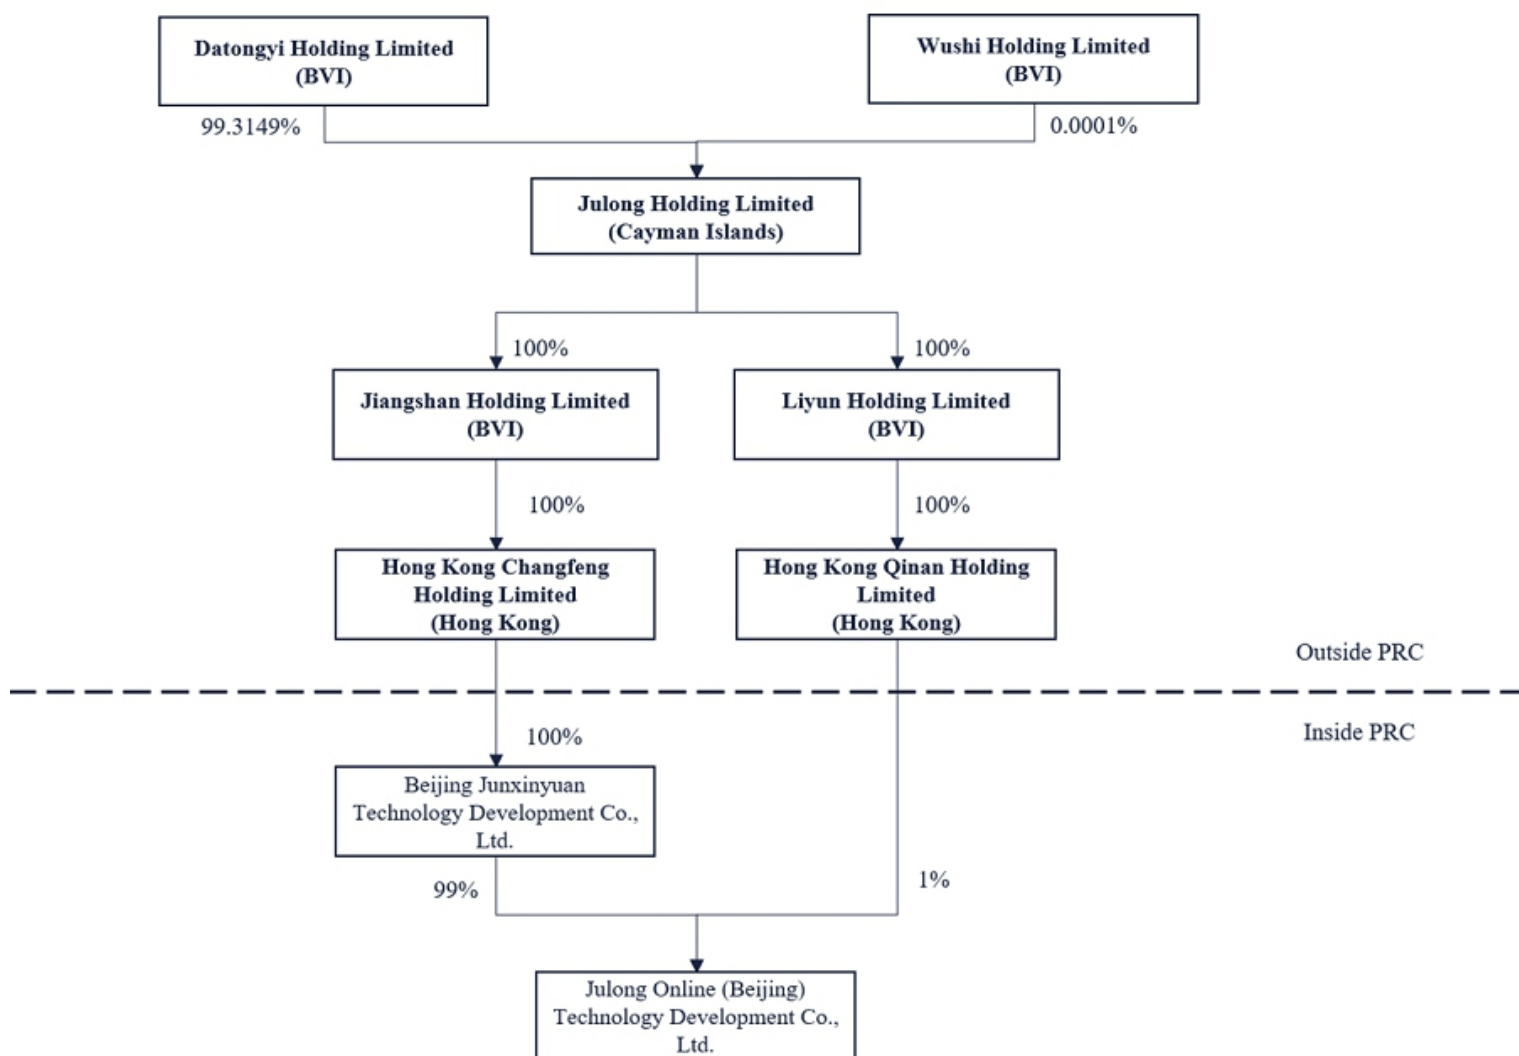 Datongyi Holding Limited
(BVI)
Wushi Holding Limited
(BVI)
99.3149%
0.0001%
Julong Holding Limited
(Cayman Islands)
100%
100%
Jiangshan Holding Limited
(BVI)
Liyun Holding Limited
(BVI)
100%
100%
Hong Kong Changfeng
Holding Limited
(Hong Kong)
Hong Kong Qinan Holding
Limited
(Hong Kong)
Outside PRC
Inside PRC
100%
Beijing Junxinyuan
Technology Development Co.,
Ltd.
99%
1%
Julong Online (Beijing)
Technology Development Co.,
Ltd.